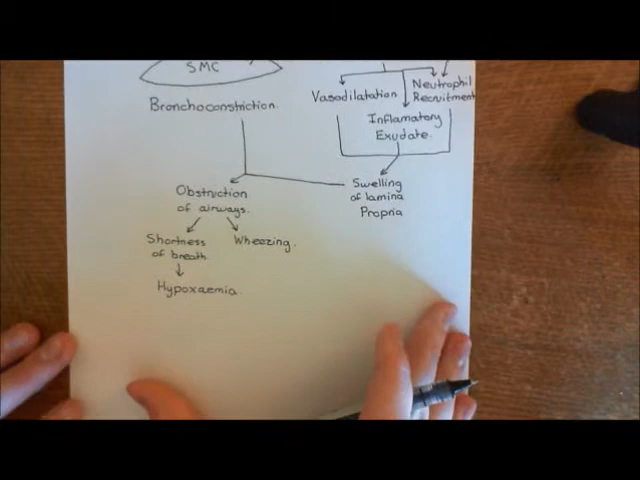 SMC
Bronchoconstriction.
Vasodilatation
Neutrophil
Recruitment
Inflamatory
Exudate.
Swelling
of lamina
Propria
Obstruction
of airways.
Shortness
of breath
Wheezing.
Hypoxaemia.